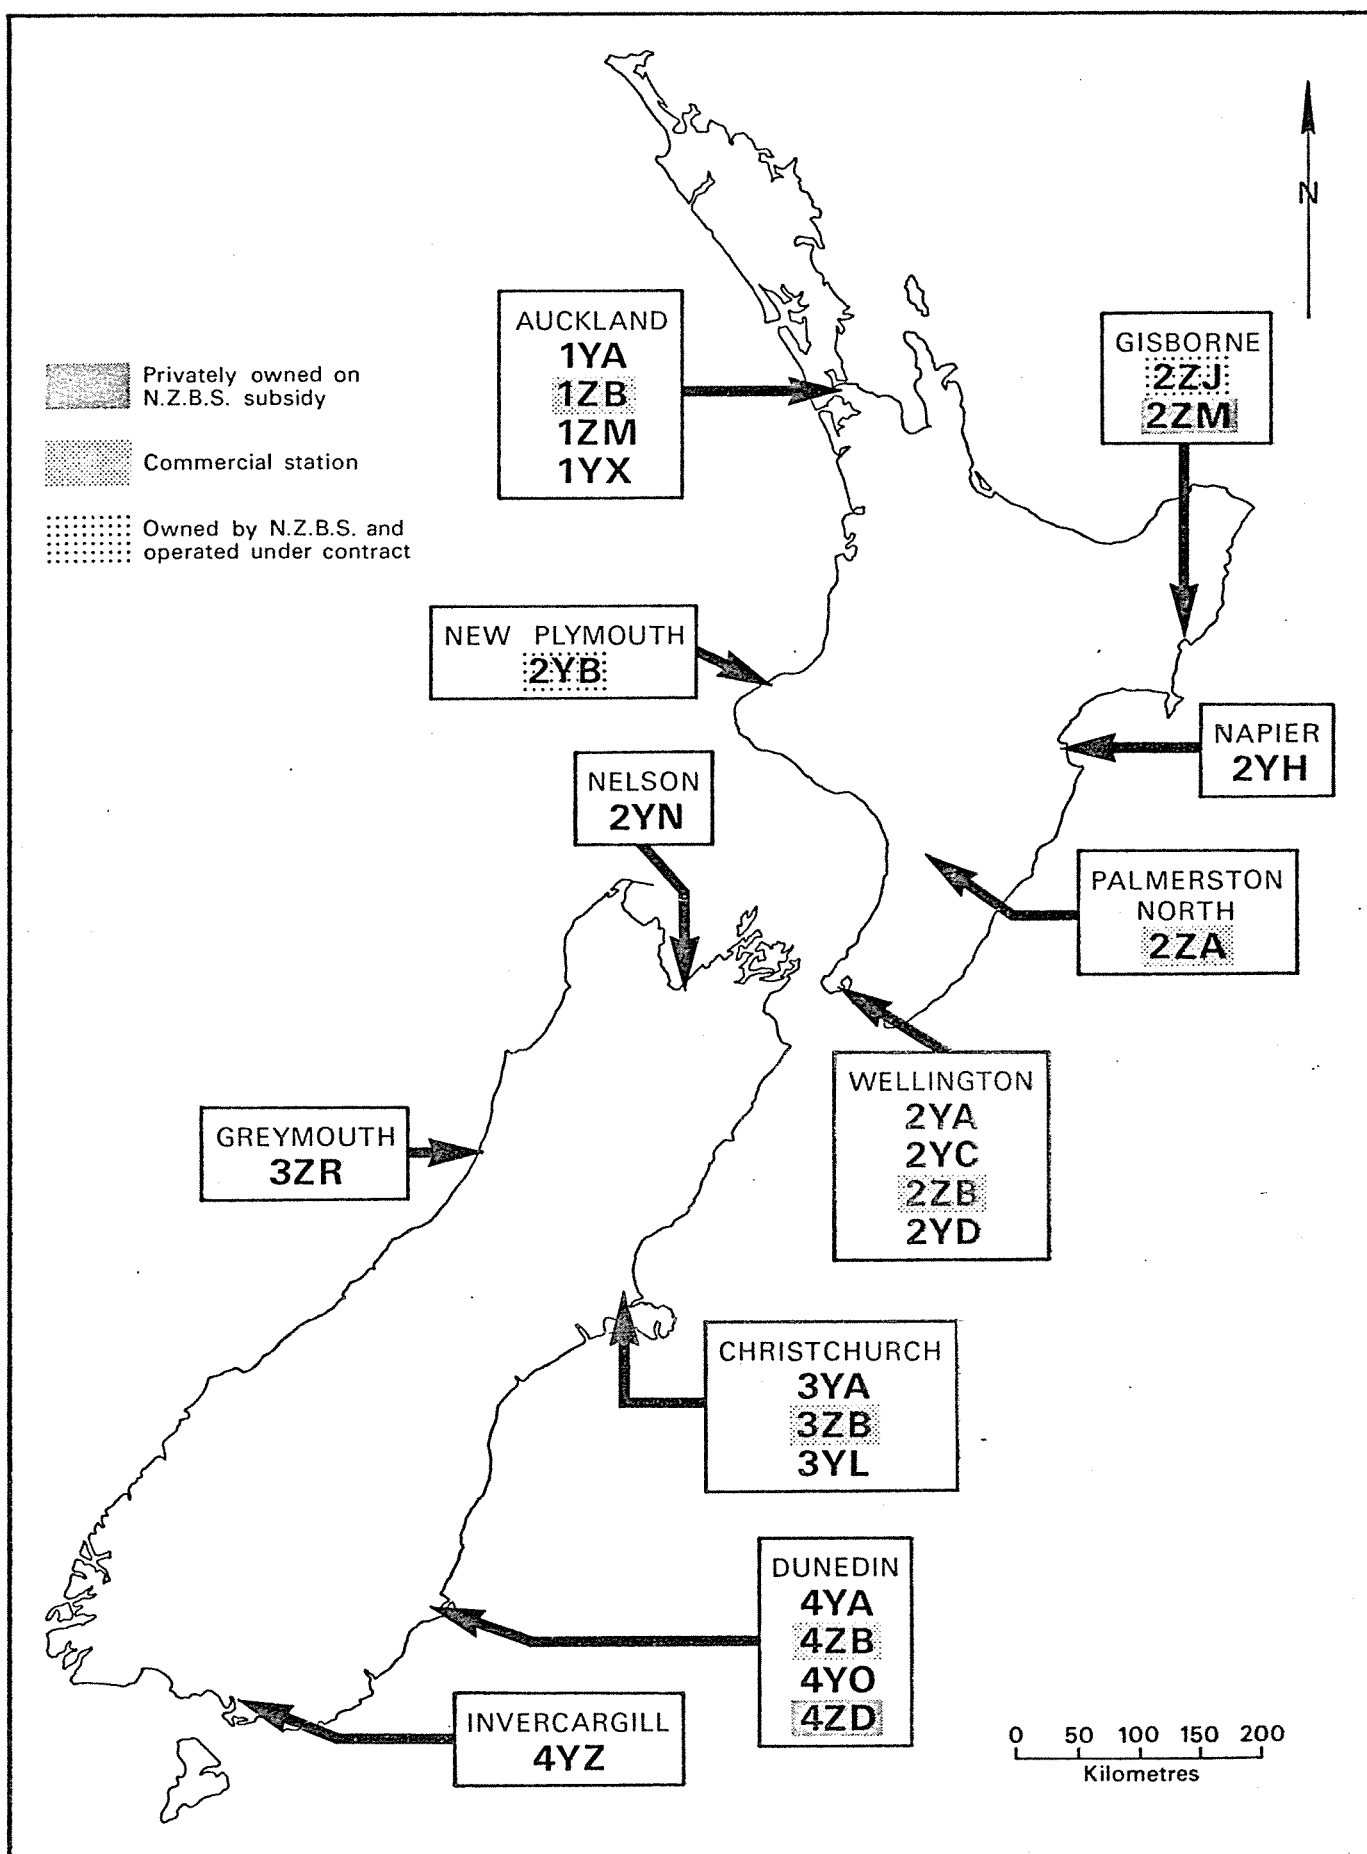 N
AUCKLAND
1YA
1ZB
1ZM
1YX
GISBORNE
2ZJ
2ZM
Privately owned on
N.Z.B.S. subsidy
Commercial station
Owned by N.Z.B.S. and
operated under contract
NEW PLYMOUTH
2YB
NAPIER
2YH
NELSON
2YN
PALMERSTON
NORTH
2ZA
WELLINGTON
2YA
2YC
2ZB
2YD
GREYMOUTH
3ZR
CHRISTCHURCH
3YA
3ZB
3YL
DUNEDIN
4YA
4ZB
4YO
4ZD
INVERCARGILL
4YZ
0 50 100 150 200
Kilometres